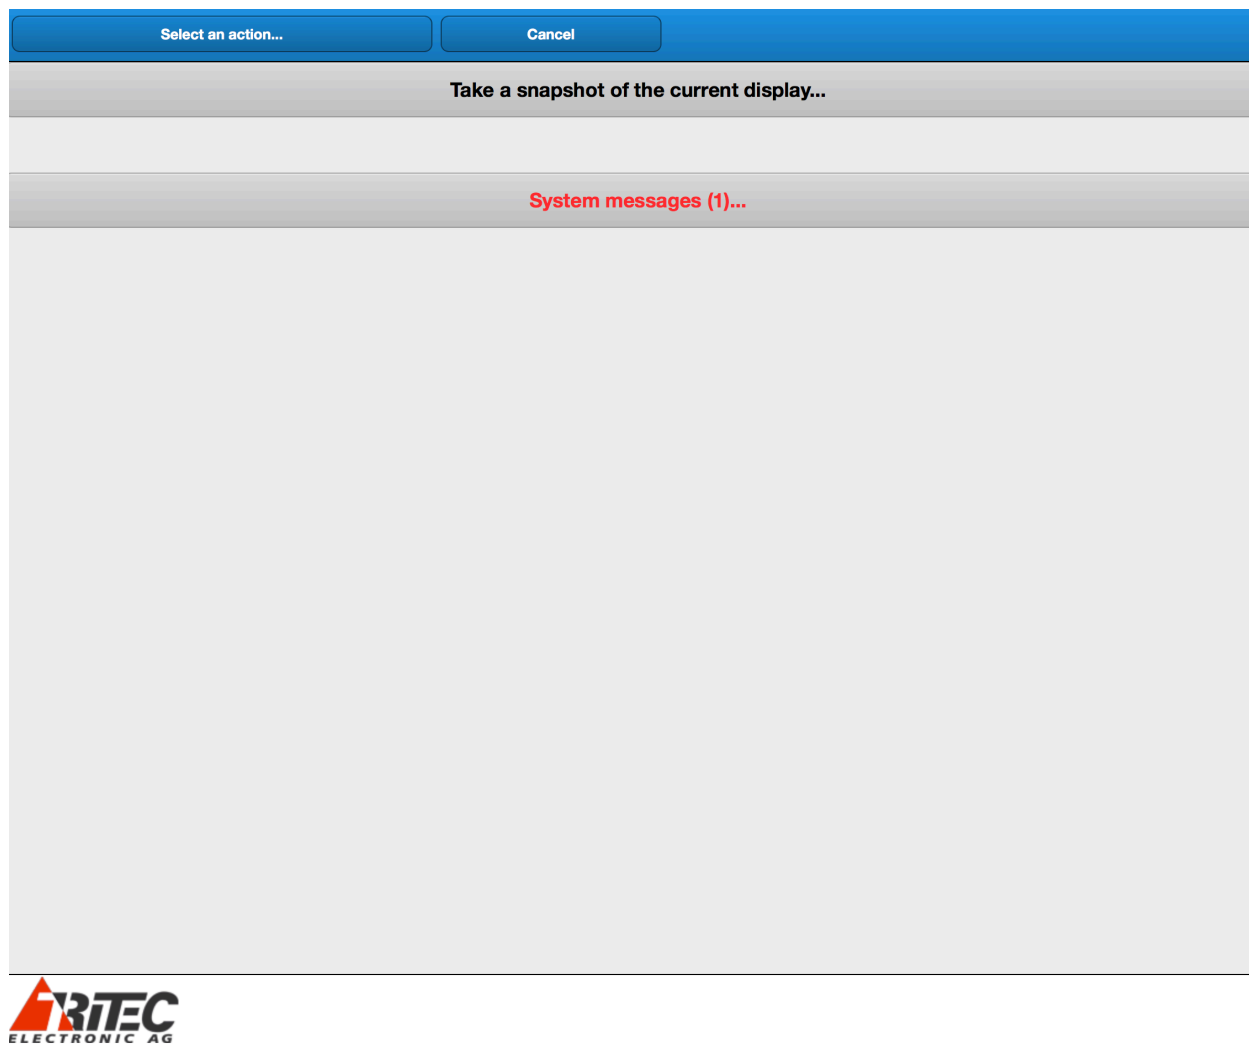 Select an action...
Cancel
Take a snapshot of the current display...
System messages (1)...
TRiTEC
ELECTRONIC AG